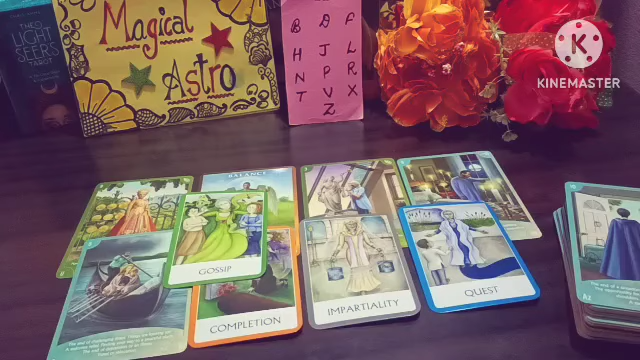 THE
LIGHT
SEERS
TAROT
Magical
Astro
B D F
H J L
N P R
T V X
Z
K
KINEMASTER
BALANCE
GOSSIP
COMPLETION
IMPARTIALITY
QUEST